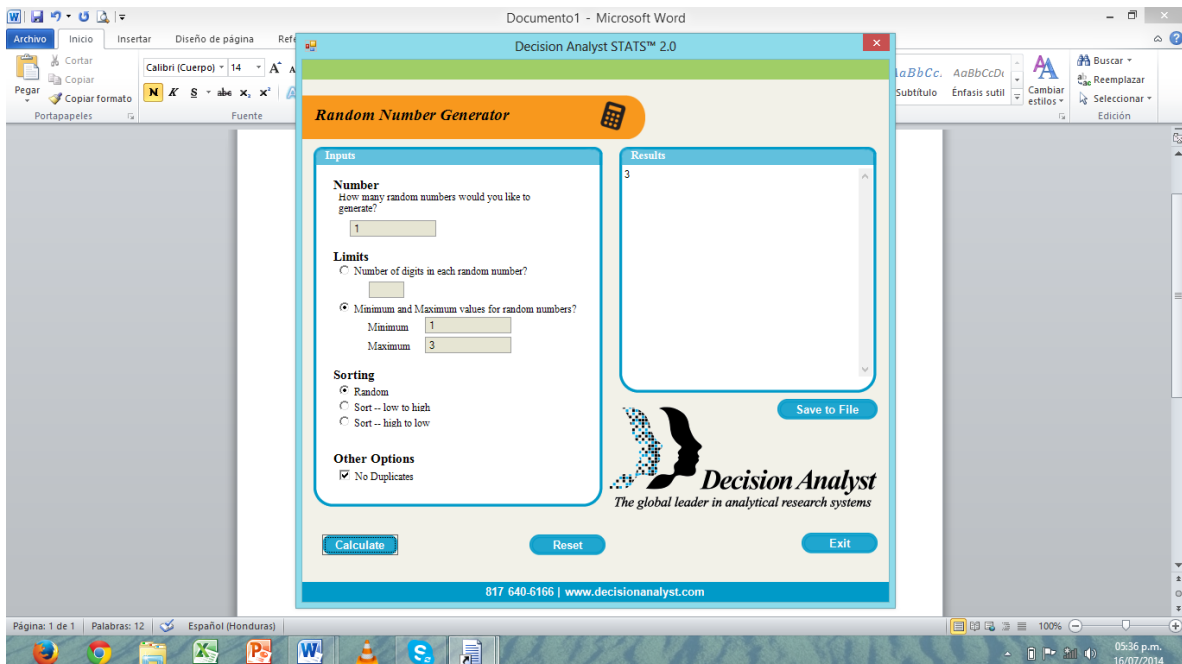 Documento1 - Microsoft Word
Archivo Inicio Insertar Diseño de página Refe
Pegar
Cortar
Copiar
Copiar formato
Portapapeles
Calibri (Cuerpo) 14 A
N K S abc x₂ x²
Fuente
AaBbCc. AaBbCcDc
Subtítulo Énfasis sutil
Cambiar
estilos
Buscar
Reemplazar
Seleccionar
Edición
Decision Analyst STATS™ 2.0
Random Number Generator
Inputs
Number
How many random numbers would you like to
generate?
1
Limits
Number of digits in each random number?
Minimum and Maximum values for random numbers?
Minimum 1
Maximum 3
Sorting
Random
Sort -- low to high
Sort -- high to low
Other Options
No Duplicates
Results
3
Save to File
Decision Analyst
The global leader in analytical research systems
Calculate Reset Exit
817 640-6166 | www.decisionanalyst.com
Página: 1 de 1 Palabras: 12 Español (Honduras) 100%
05:36 p.m.
16/07/2014